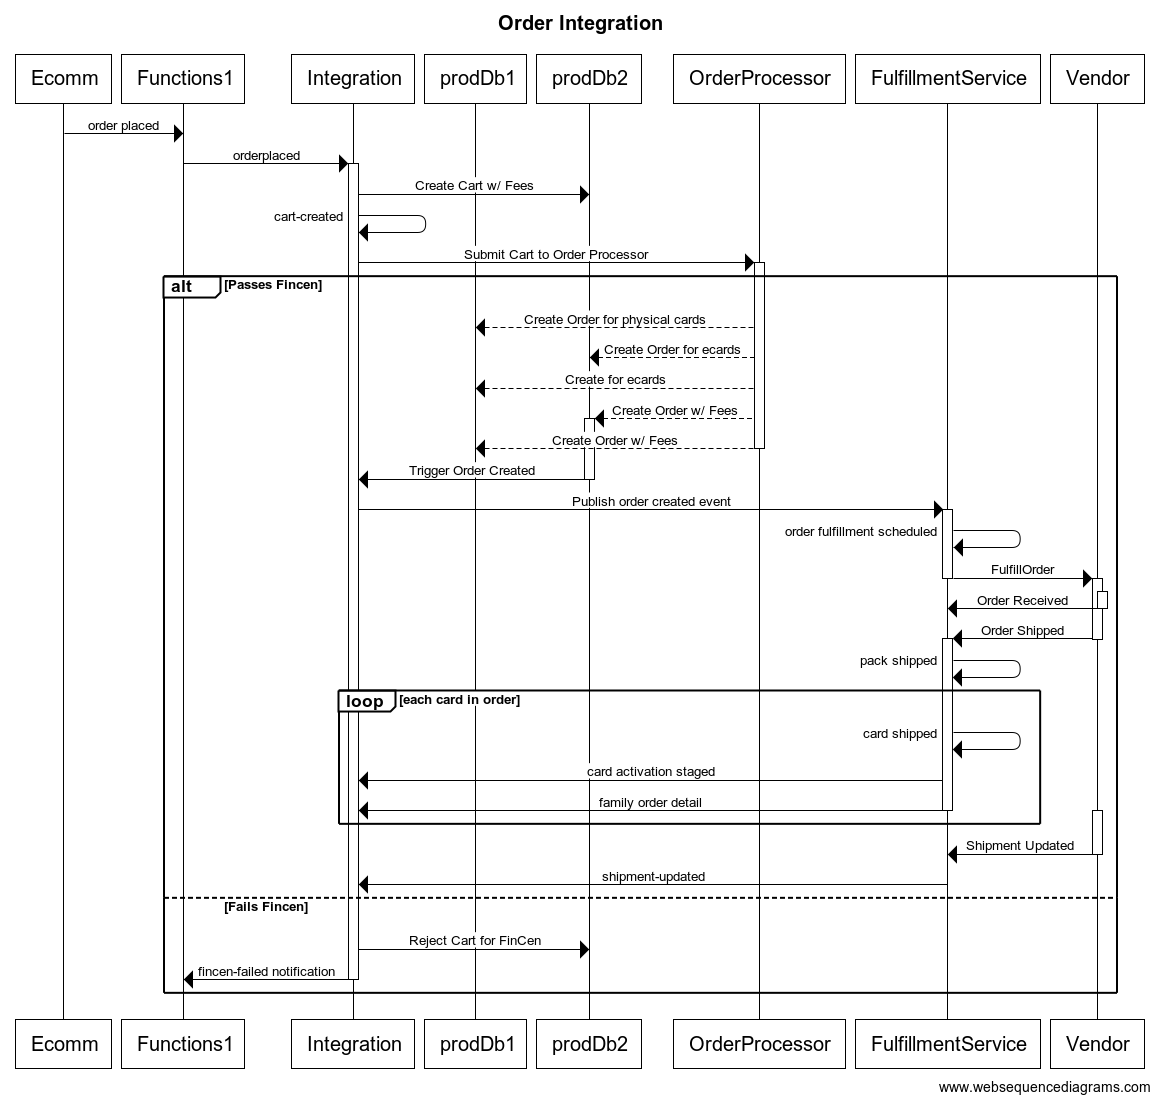 Order Integration
Ecomm
Functions1
Integration
prodDb1
prodDb2
OrderProcessor
FulfillmentService
Vendor
order placed
orderplaced
Create Cart w/ Fees
cart-created
Submit Cart to Order Processor
alt
[Passes Fincen]
Create Order for physical cards
Create Order for ecards
Create for ecards
Create Order w/ Fees
Create Order w/ Fees
Trigger Order Created
Publish order created event
order fulfillment scheduled
FulfillOrder
Order Received
Order Shipped
pack shipped
loop
[each card in order]
card shipped
card activation staged
family order detail
Shipment Updated
shipment-updated
[Fails Fincen]
Reject Cart for FinCen
fincen-failed notification
Ecomm
Functions1
Integration
prodDb1
prodDb2
OrderProcessor
FulfillmentService
Vendor
www.websequencediagrams.com